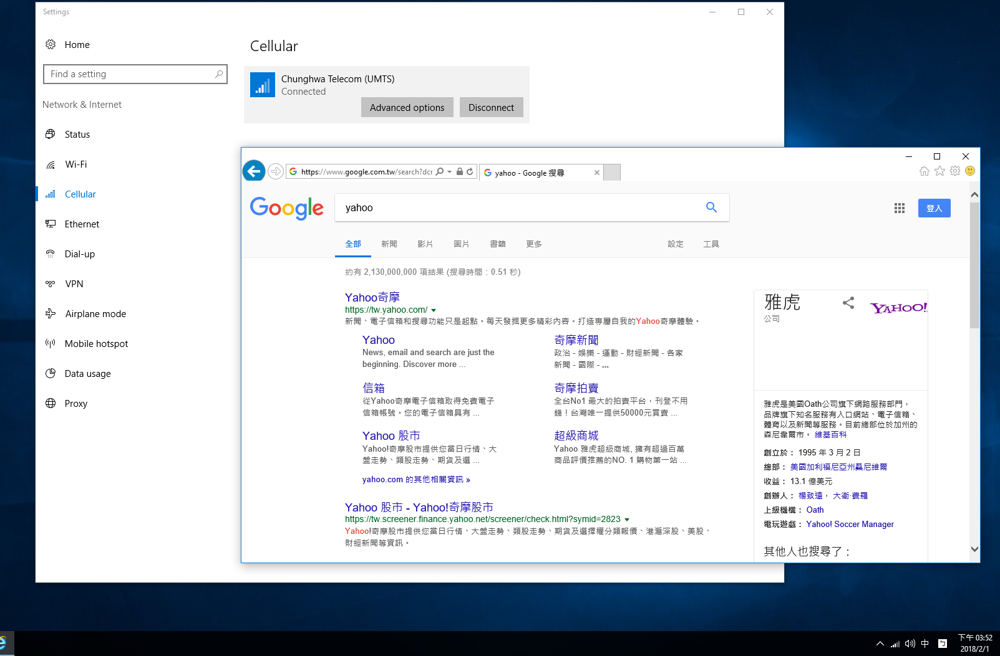 Settings
Home
Find a setting
Network & Internet
Status
Wi-Fi
Cellular
Ethernet
Dial-up
VPN
Airplane mode
Mobile hotspot
Data usage
Proxy
Cellular
Chunghwa Telecom (UMTS)
Connected
Advanced options
Disconnect
https://www.google.com.tw/search?dcr
yahoo - Google 搜尋
Google
yahoo
登入
全部
新聞
影片
圖片
書籍
更多
設定
工具
約有 2,130,000,000 項結果 (搜尋時間：0.51 秒)
Yahoo奇摩
https://tw.yahoo.com/
新聞、電子信箱和搜尋功能只是起點。每天發掘更多精彩內容。打造專屬自我的Yahoo奇摩體驗。
Yahoo
News, email and search are just the
beginning. Discover more ...
奇摩新聞
政治 - 娛樂 - 運動 - 財經新聞 - 各家
新聞 - 國際 - ...
信箱
從Yahoo奇摩電子信箱取得免費電子
信箱帳號。您的電子信箱具有 ...
奇摩拍賣
全台No1 最大的拍賣平台，刊登不用
錢！台灣唯一提供50000元買賣 ...
Yahoo 股市
Yahoo!奇摩股市提供您當日行情、大
盤走勢、類股走勢、期貨及選 ...
超級商城
Yahoo 雅虎超級商城, 擁有超過百萬
商品評價推薦的NO. 1 購物第一站 ...
yahoo.com 的其他相關資訊 »
Yahoo 股市 - Yahoo!奇摩股市
https://tw.screener.finance.yahoo.net/screener/check.html?symid=2823
Yahoo!奇摩股市提供您當日行情、大盤走勢、類股走勢、期貨及選擇權分類報價、港滬深股、美股、
財經新聞等資訊。
雅虎
公司
YAHOO!
雅虎是美國Oath公司旗下網路服務部門，
品牌旗下知名服務有入口網站、電子信箱、
體育以及新聞等服務。目前總部位於加州的
森尼韋爾市。 維基百科
創立於： 1995 年 3 月 2 日
總部： 美國加利福尼亞州桑尼維爾
收益： 13.1 億美元
創辦人： 楊致遠， 大衛·費羅
上級機構： Oath
電玩遊戲： Yahoo! Soccer Manager
其他人也搜尋了：
中
ㄅ
下午 03:52
2018/2/1